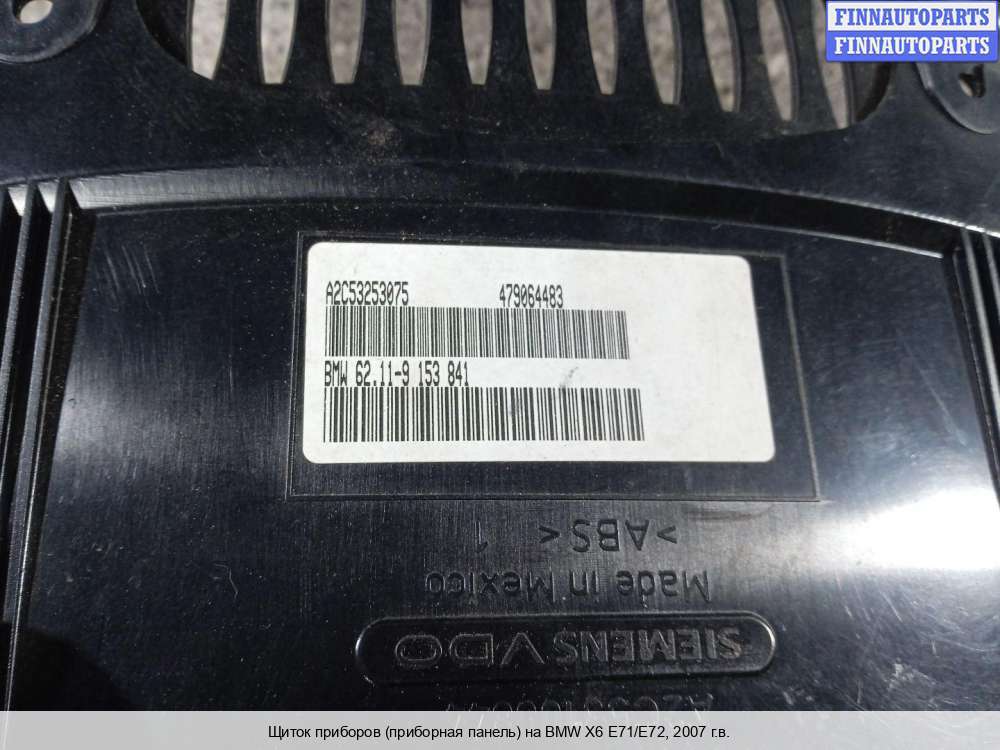 FINNAUTOPARTS
FINNAUTOPARTS
A2C53253075 479064483
BMW 62.11-9 153 841
>ABS< 1
Made in Mexico
SIEMENS VDO
Щиток приборов (приборная панель) на BMW X6 E71/E72, 2007 г.в.